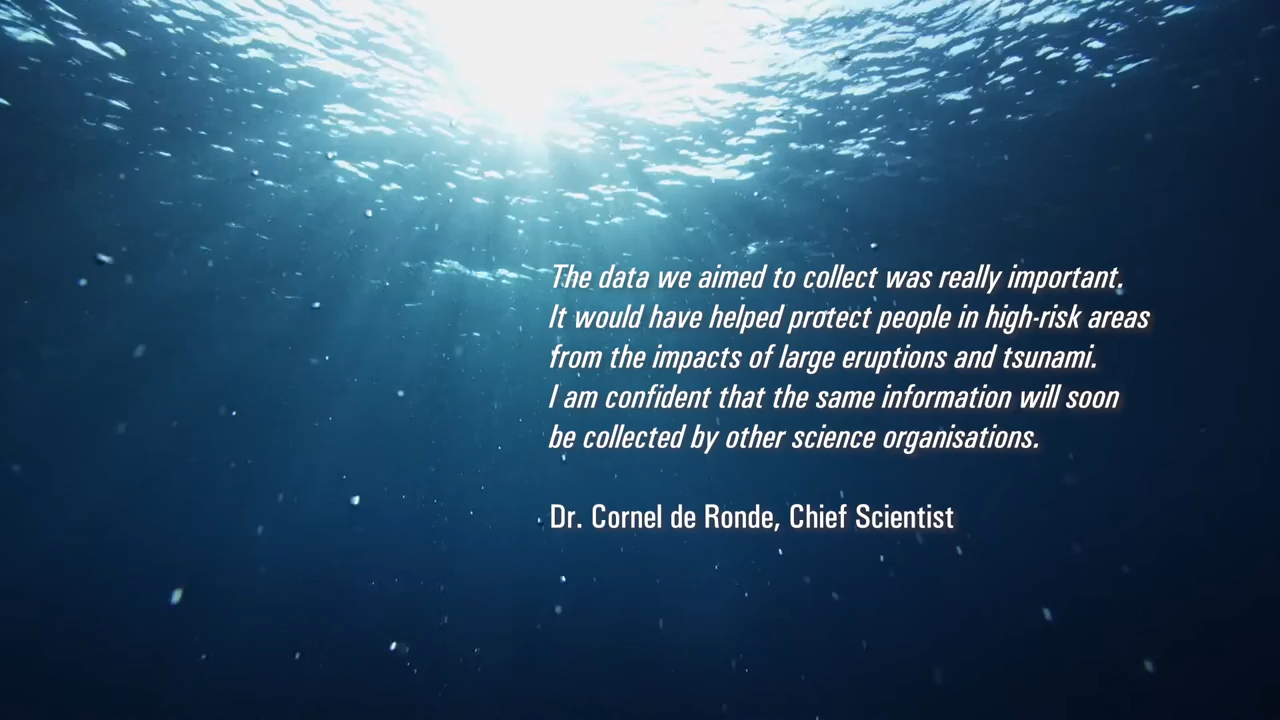 The data we aimed to collect was really important.
It would have helped protect people in high-risk areas
from the impacts of large eruptions and tsunami.
I am confident that the same information will soon
be collected by other science organisations.
Dr. Cornel de Ronde, Chief Scientist